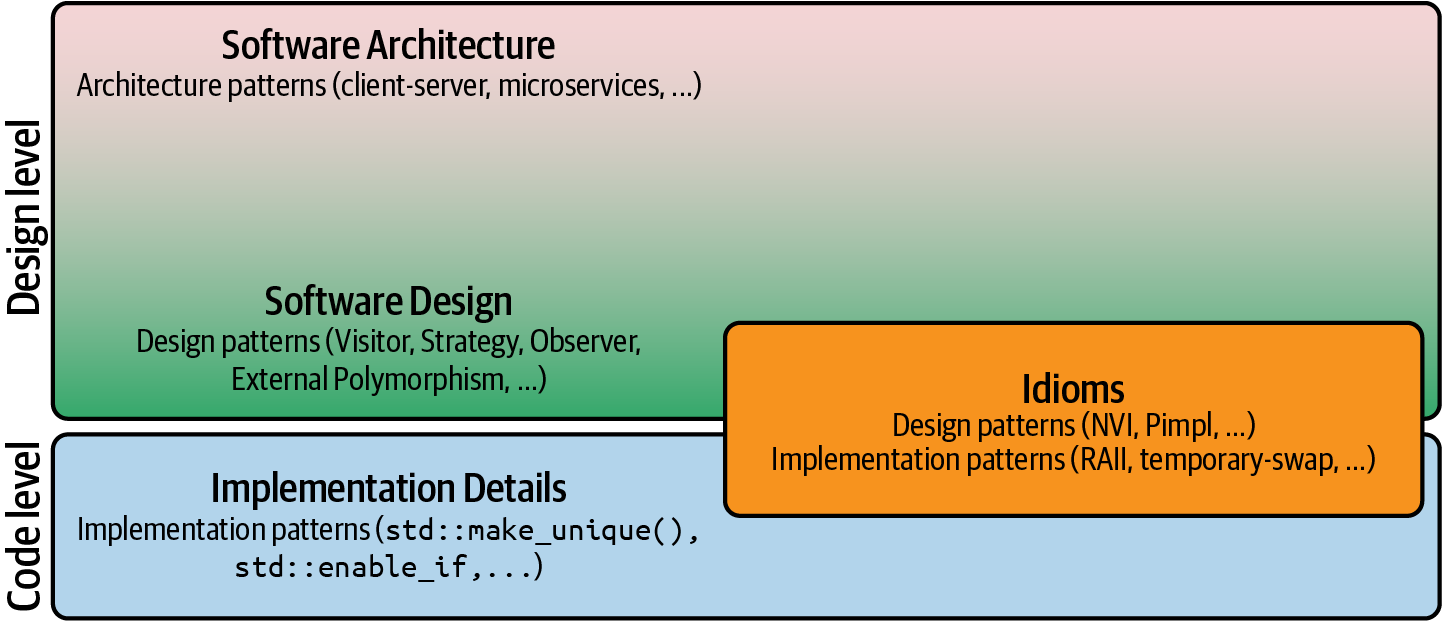 Design level
Software Architecture
Architecture patterns (client-server, microservices, ...)
Software Design
Design patterns (Visitor, Strategy, Observer,
External Polymorphism, ...)
Idioms
Design patterns (NVI, Pimpl, ...)
Implementation patterns (RAII, temporary-swap, ...)
Code level
Implementation Details
Implementation patterns (std::make_unique(),
std::enable_if,...)